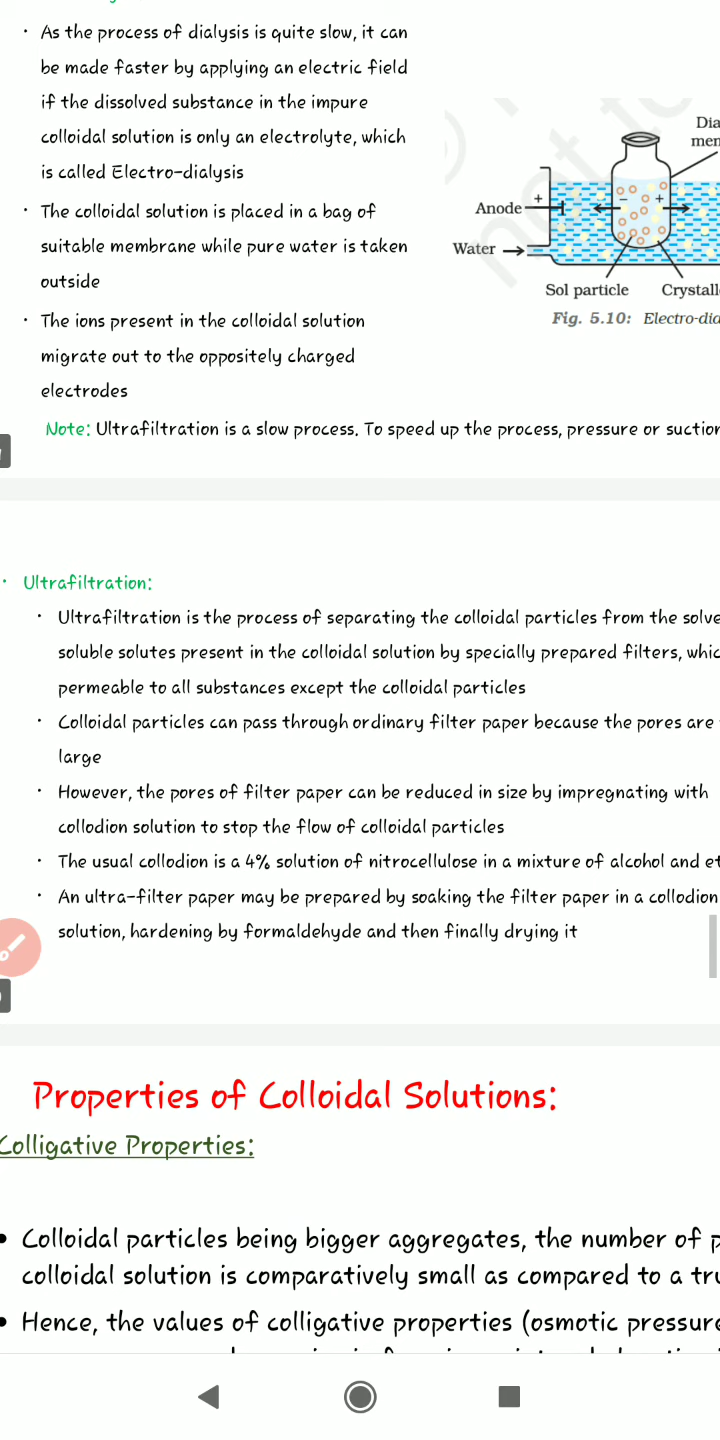 · As the process of dialysis is quite slow, it can
be made faster by applying an electric field
if the dissolved substance in the impure
colloidal solution is only an electrolyte, which
is called Electro-dialysis
· The colloidal solution is placed in a bag of
suitable membrane while pure water is taken
outside
· The ions present in the colloidal solution
migrate out to the oppositely charged
electrodes
Dia
mem
Anode
+
− +
Water
Sol particle Crystall
Fig. 5.10: Electro-dia
Note: Ultrafiltration is a slow process. To speed up the process, pressure or suction
· Ultrafiltration:
· Ultrafiltration is the process of separating the colloidal particles from the solve
soluble solutes present in the colloidal solution by specially prepared filters, whic
permeable to all substances except the colloidal particles
· Colloidal particles can pass through ordinary filter paper because the pores are
large
· However, the pores of filter paper can be reduced in size by impregnating with
collodion solution to stop the flow of colloidal particles
· The usual collodion is a 4% solution of nitrocellulose in a mixture of alcohol and et
· An ultra-filter paper may be prepared by soaking the filter paper in a collodion
solution, hardening by formaldehyde and then finally drying it
Properties of Colloidal Solutions:
Colligative Properties:
• Colloidal particles being bigger aggregates, the number of p
colloidal solution is comparatively small as compared to a tru
• Hence, the values of colligative properties (osmotic pressure